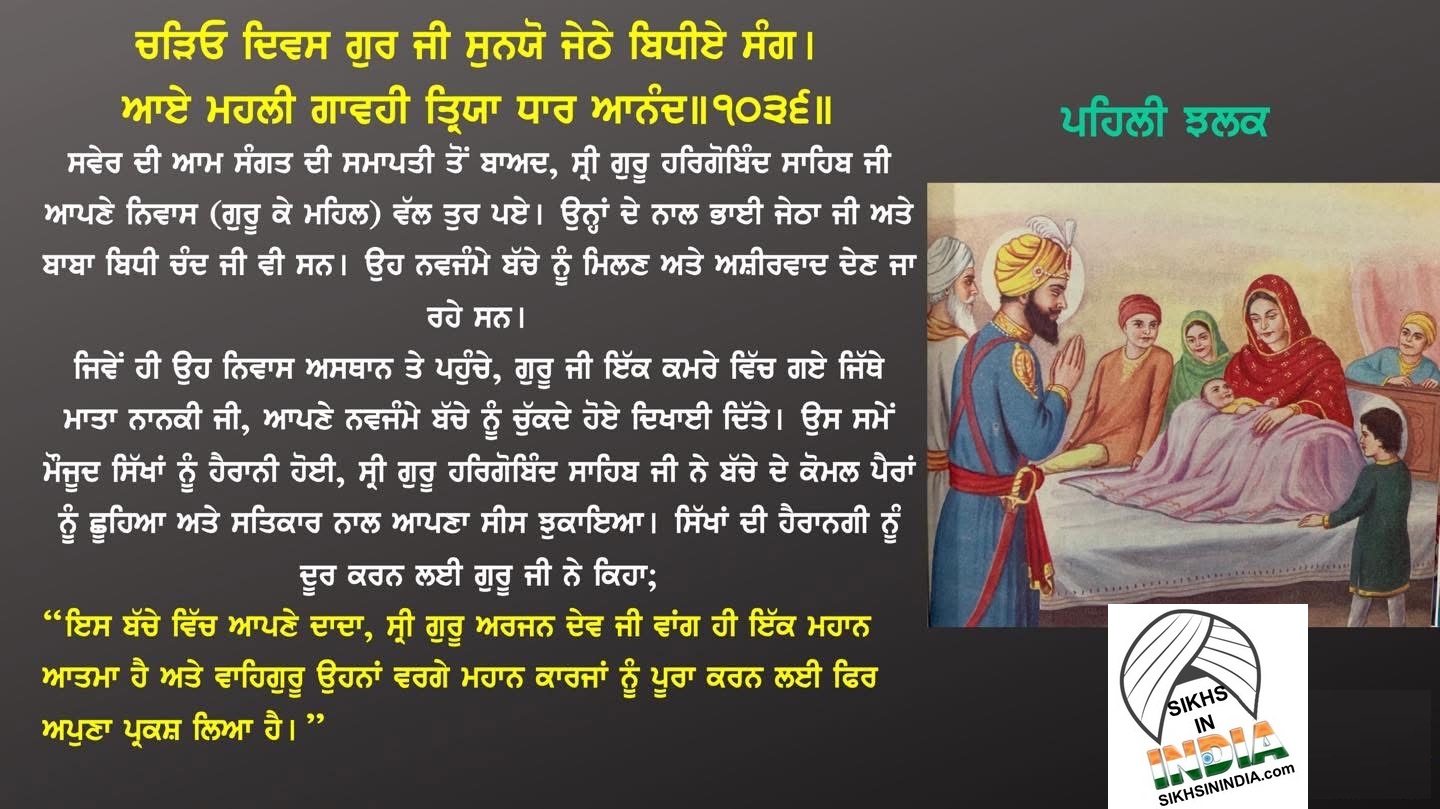 ਚੜਿਓ ਦਿਵਸ ਗੁਰ ਜੀ ਸੁਨਯੋ ਜੇਠੇ ਬਿਧੀਏ ਸੰਗ।
ਆਏ ਮਹਲੀ ਗਾਵਹੀ ਤ੍ਰਿਯਾ ਧਾਰ ਆਨੰਦ॥੧੦੩੬॥
ਪਹਿਲੀ ਝਲਕ
ਸਵੇਰ ਦੀ ਆਮ ਸੰਗਤ ਦੀ ਸਮਾਪਤੀ ਤੋਂ ਬਾਅਦ, ਸ੍ਰੀ ਗੁਰੂ ਹਰਿਗੋਬਿੰਦ ਸਾਹਿਬ ਜੀ
ਆਪਣੇ ਨਿਵਾਸ (ਗੁਰੂ ਕੇ ਮਹਿਲ) ਵੱਲ ਤੁਰ ਪਏ। ਉਨ੍ਹਾਂ ਦੇ ਨਾਲ ਭਾਈ ਜੇਠਾ ਜੀ ਅਤੇ
ਬਾਬਾ ਬਿਧੀ ਚੰਦ ਜੀ ਵੀ ਸਨ। ਉਹ ਨਵਜੰਮੇ ਬੱਚੇ ਨੂੰ ਮਿਲਣ ਅਤੇ ਅਸ਼ੀਰਵਾਦ ਦੇਣ ਜਾ
ਰਹੇ ਸਨ।
ਜਿਵੇਂ ਹੀ ਉਹ ਨਿਵਾਸ ਅਸਥਾਨ ਤੇ ਪਹੁੰਚੇ, ਗੁਰੂ ਜੀ ਇੱਕ ਕਮਰੇ ਵਿੱਚ ਗਏ ਜਿੱਥੇ
ਮਾਤਾ ਨਾਨਕੀ ਜੀ, ਆਪਣੇ ਨਵਜੰਮੇ ਬੱਚੇ ਨੂੰ ਚੁੱਕਦੇ ਹੋਏ ਦਿਖਾਈ ਦਿੱਤੇ। ਉਸ ਸਮੇਂ
ਮੌਜੂਦ ਸਿੱਖਾਂ ਨੂੰ ਹੈਰਾਨੀ ਹੋਈ, ਸ੍ਰੀ ਗੁਰੂ ਹਰਿਗੋਬਿੰਦ ਸਾਹਿਬ ਜੀ ਨੇ ਬੱਚੇ ਦੇ ਕੋਮਲ ਪੈਰਾਂ
ਨੂੰ ਛੂਹਿਆ ਅਤੇ ਸਤਿਕਾਰ ਨਾਲ ਆਪਣਾ ਸੀਸ ਝੁਕਾਇਆ। ਸਿੱਖਾਂ ਦੀ ਹੈਰਾਨਗੀ ਨੂੰ
ਦੂਰ ਕਰਨ ਲਈ ਗੁਰੂ ਜੀ ਨੇ ਕਿਹਾ;
“ਇਸ ਬੱਚੇ ਵਿੱਚ ਆਪਣੇ ਦਾਦਾ, ਸ੍ਰੀ ਗੁਰੂ ਅਰਜਨ ਦੇਵ ਜੀ ਵਾਂਗ ਹੀ ਇੱਕ ਮਹਾਨ
ਆਤਮਾ ਹੈ ਅਤੇ ਵਾਹਿਗੁਰੂ ਉਹਨਾਂ ਵਰਗੇ ਮਹਾਨ ਕਾਰਜਾਂ ਨੂੰ ਪੂਰਾ ਕਰਨ ਲਈ ਫਿਰ
ਅਪੁਣਾ ਪ੍ਰਕਸ਼ ਲਿਆ ਹੈ।”
SIKHS
IN
INDIA
SIKHSININDIA.com